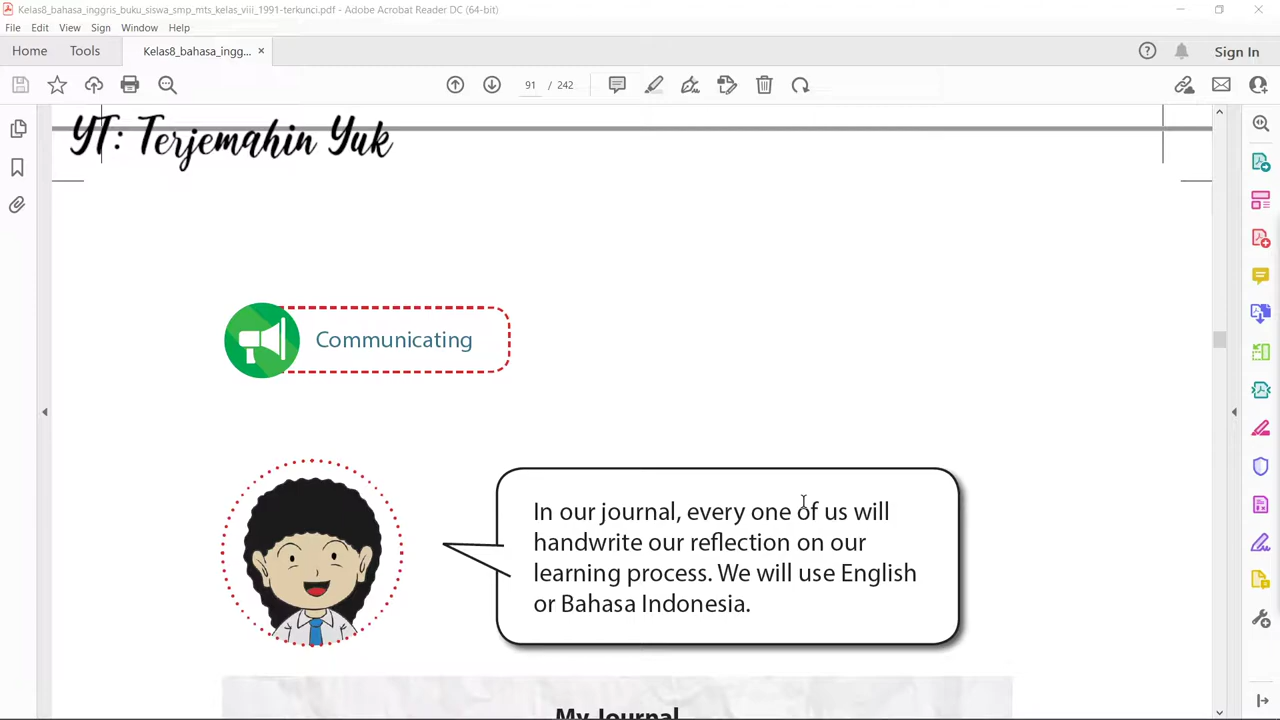 Kelas8_bahasa_inggris_buku_siswa_smp_mts_kelas_viii_1991-terkunci.pdf - Adobe Acrobat Reader DC (64-bit)
File Edit View Sign Window Help
Home Tools Kelas8_bahasa_ingg... × Sign In
91 / 242
YT: Terjemahin Yuk
Communicating
In our journal, every one of us will
handwrite our reflection on our
learning process. We will use English
or Bahasa Indonesia.
My Journal